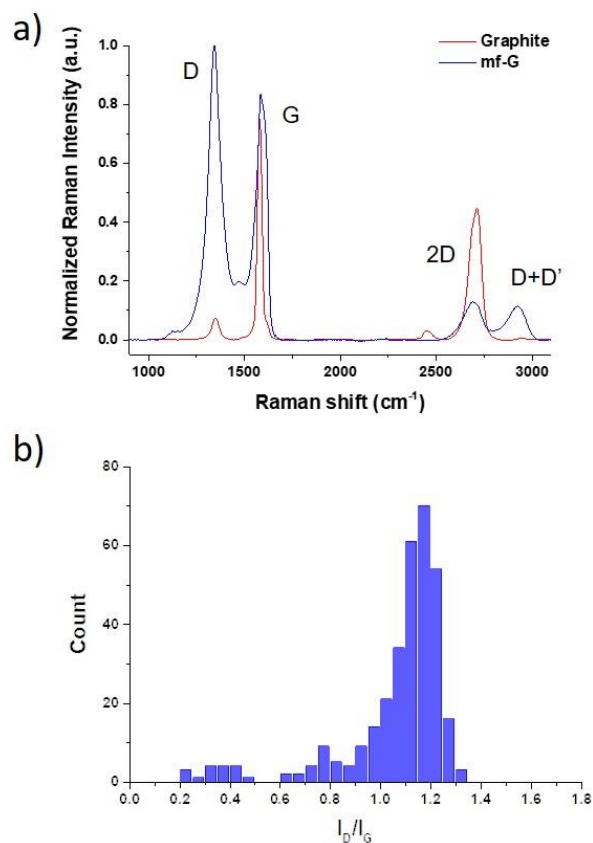 a)
Graphite
mf-G
D
G
2D
D+D’
Normalized Raman Intensity (a.u.)
1.0
0.8
0.6
0.4
0.2
0.0
1000 1500 2000 2500 3000
Raman shift (cm⁻¹)
b)
Count
80
60
40
20
0
0.0 0.2 0.4 0.6 0.8 1.0 1.2 1.4 1.6 1.8
I_D/I_G